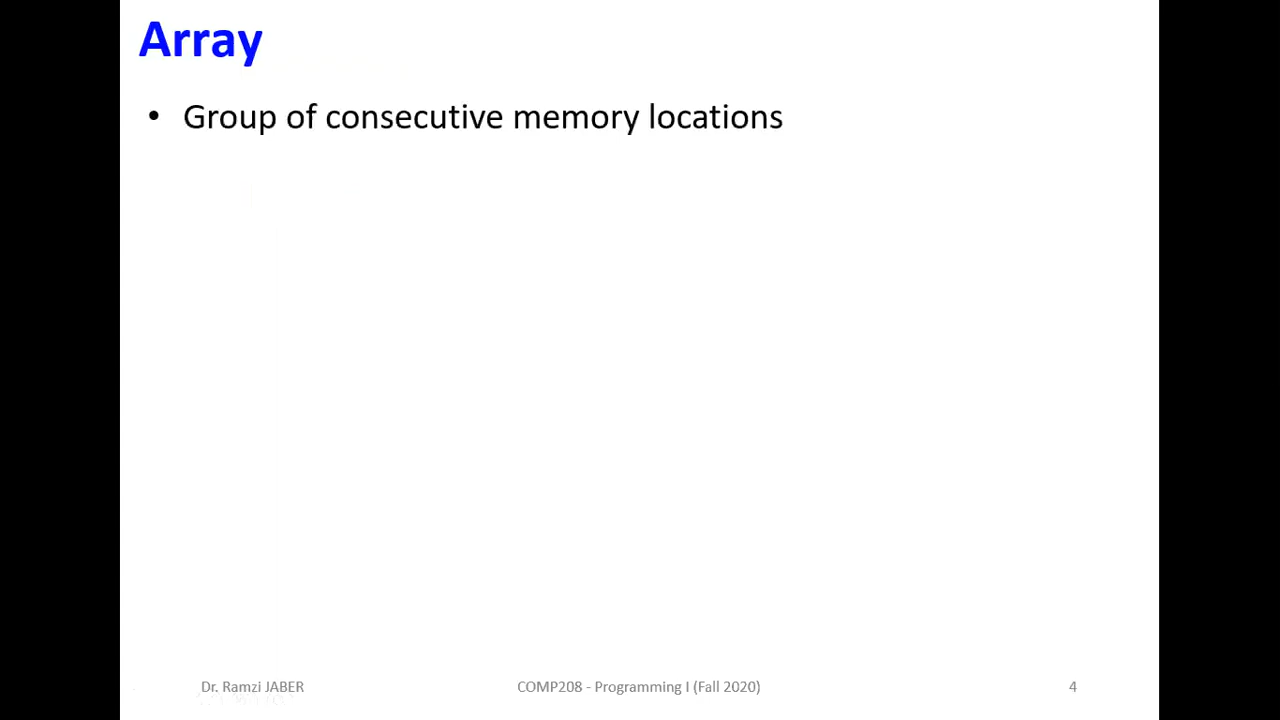 Array
• Group of consecutive memory locations
Dr. Ramzi JABER
COMP208 - Programming I (Fall 2020)
4